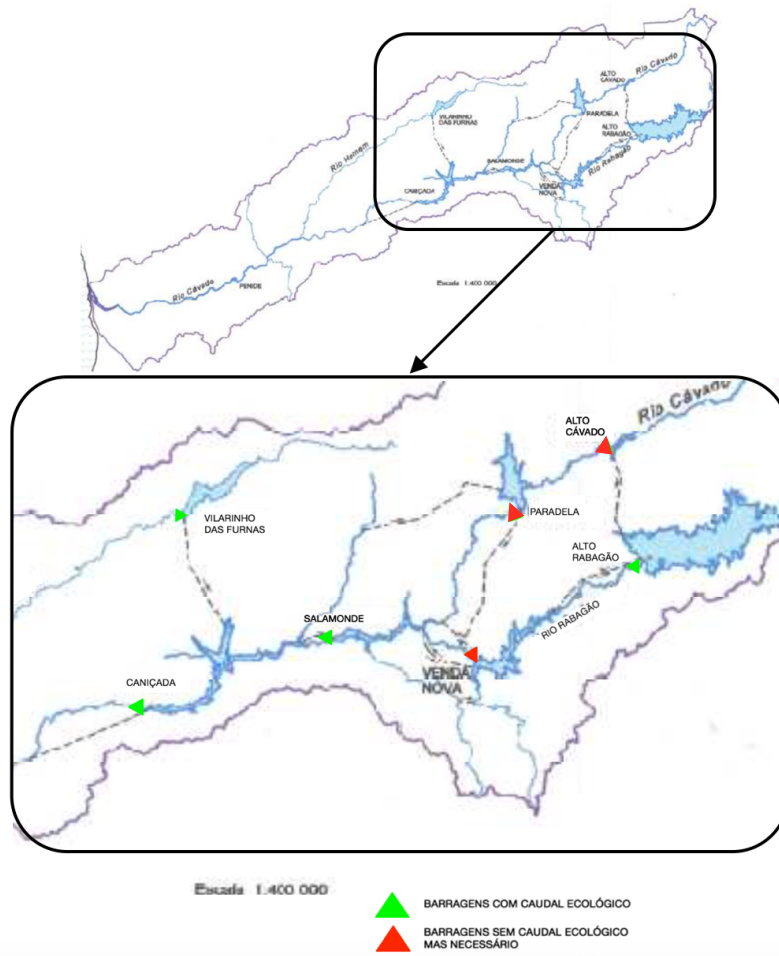 Rio Cávado
ALTO
CÁVADO
PARADELA
VILARINHO
DAS FURNAS
ALTO
RABAGÃO
Rio Rabagão
Rio Homem
SALAMONDE
VENDA
NOVA
CANIÇADA
Rio Cávado
PENIDE
Escala 1:400 000
Rio Cávado
ALTO
CÁVADO
PARADELA
VILARINHO
DAS FURNAS
ALTO
RABAGÃO
RIO RABAGÃO
SALAMONDE
VENDA
NOVA
CANIÇADA
Escala 1:400 000
BARRAGENS COM CAUDAL ECOLÓGICO
BARRAGENS SEM CAUDAL ECOLÓGICO
MAS NECESSÁRIO